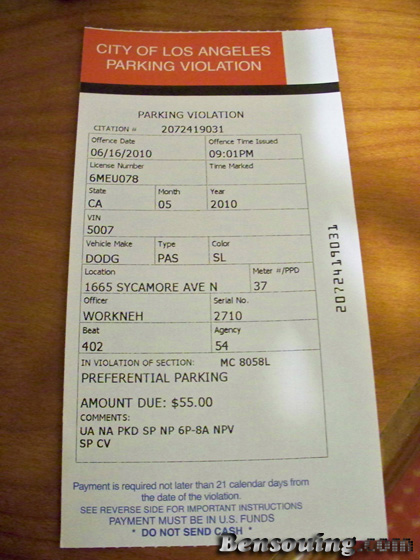 CITY OF LOS ANGELES
PARKING VIOLATION
PARKING VIOLATION
CITATION # 2072419031
Offence Date Offence Time Issued
06/16/2010 09:01PM
License Number Time Marked
6MEU078
State Month Year
CA 05 2010
VIN
5007
Vehicle Make Type Color
DODG PAS SL
Location Meter #/PPD
1665 SYCAMORE AVE N 37
Officer Serial No.
WORKNEH 2710
Beat Agency
402 54
IN VIOLATION OF SECTION: MC 8058L
PREFERENTIAL PARKING
AMOUNT DUE: $55.00
COMMENTS:
UA NA PKD SP NP 6P-8A NPV
SP CV
2072419031
Payment is required not later than 21 calendar days from
the date of the violation.
SEE REVERSE SIDE FOR IMPORTANT INSTRUCTIONS
PAYMENT MUST BE IN U.S. FUNDS
* DO NOT SEND CASH *
Bensouing.com